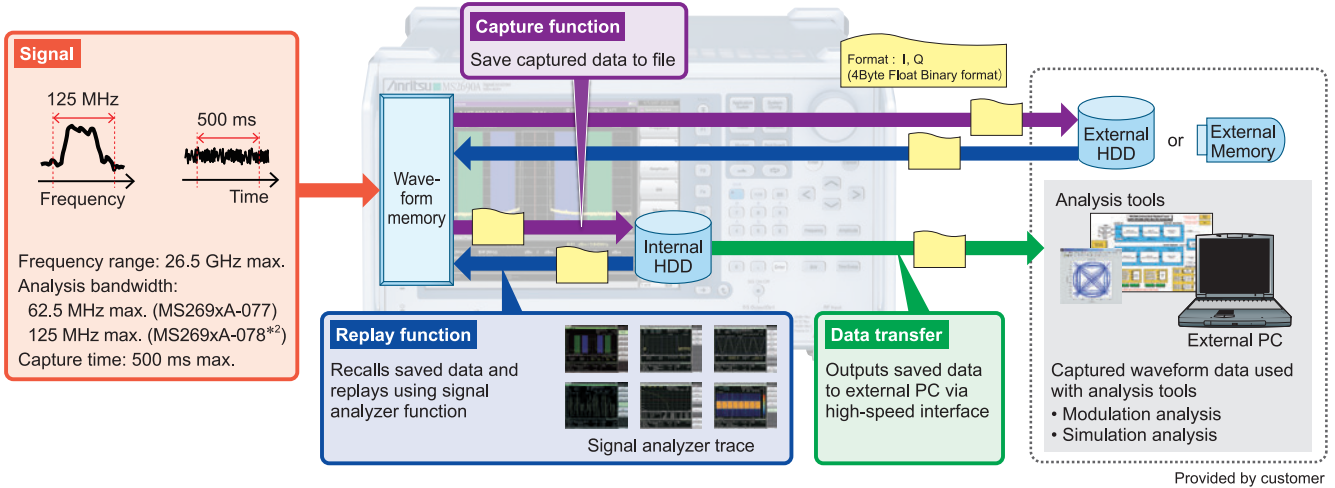 Signal
125 MHz
500 ms
Frequency
Time
Frequency range: 26.5 GHz max.
Analysis bandwidth:
62.5 MHz max. (MS269xA-077)
125 MHz max. (MS269xA-078*2)
Capture time: 500 ms max.
Capture function
Save captured data to file
Anritsu MS2690A
Wave-
form
memory
Internal
HDD
Format : I, Q
(4Byte Float Binary format)
External
HDD
or
External
Memory
Replay function
Recalls saved data and
replays using signal
analyzer function
Signal analyzer trace
Data transfer
Outputs saved data
to external PC via
high-speed interface
Analysis tools
External PC
Captured waveform data used
with analysis tools
• Modulation analysis
• Simulation analysis
Provided by customer